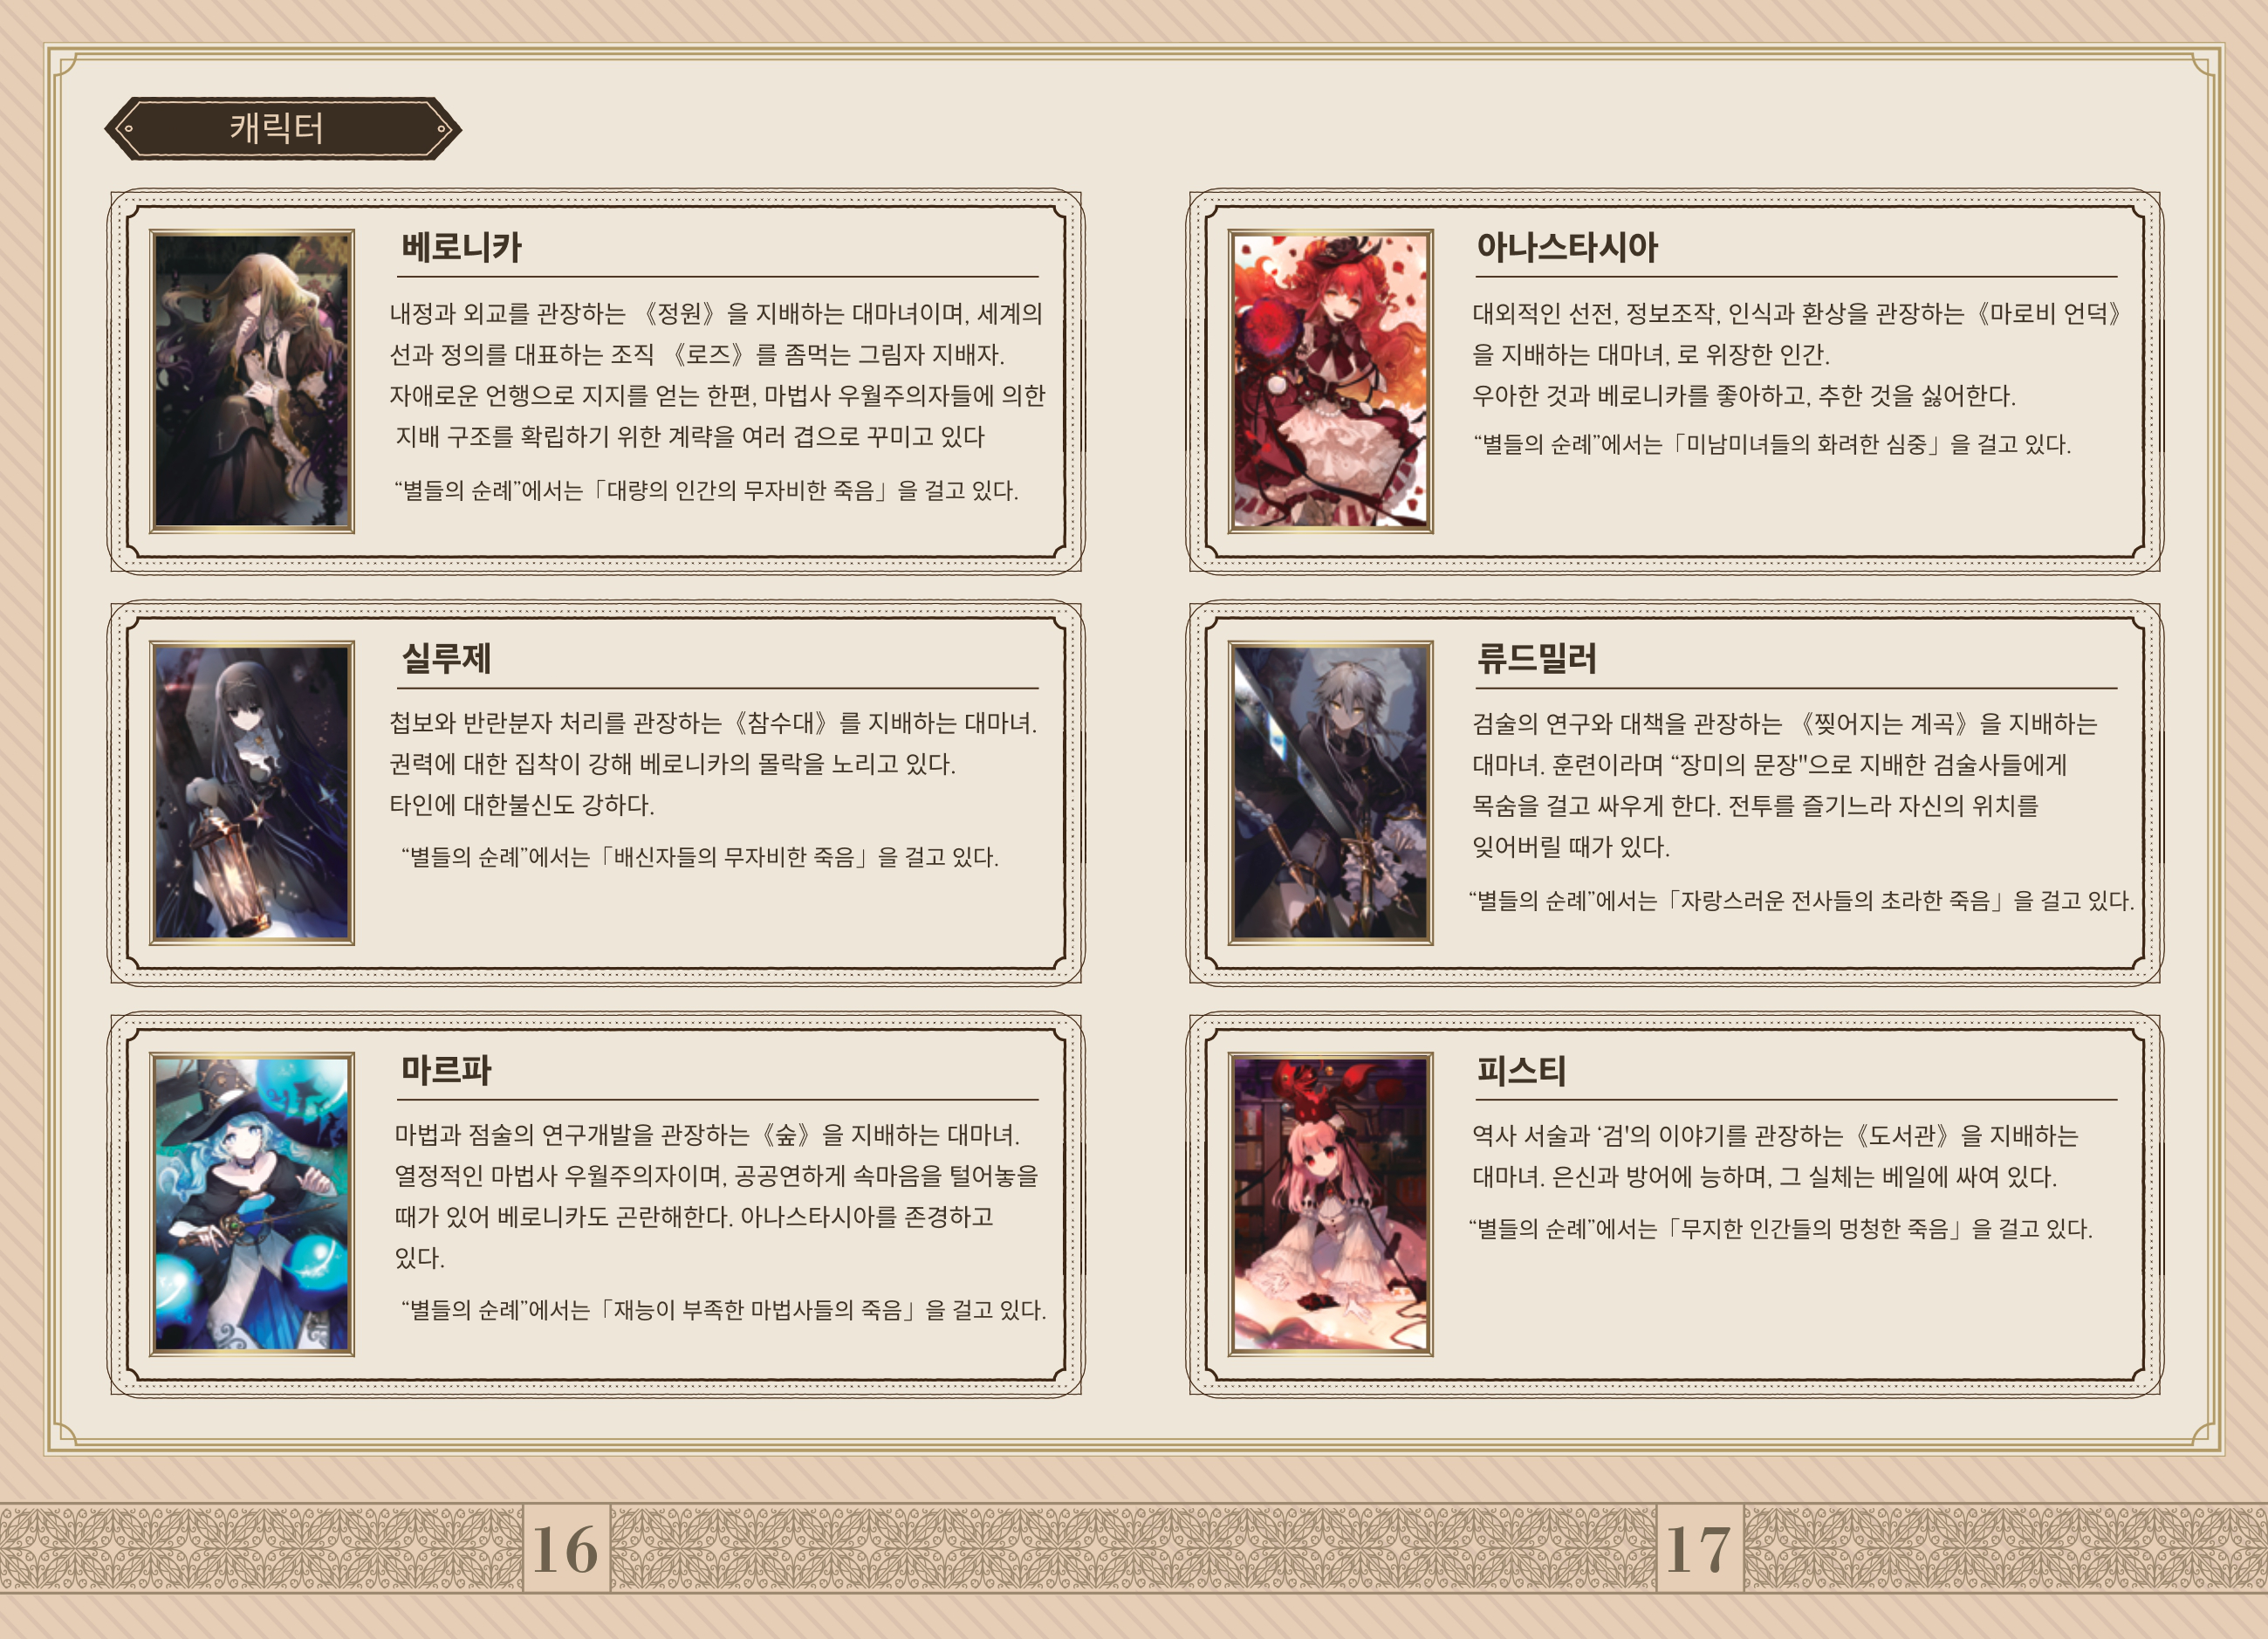 캐릭터
베로니카
내정과 외교를 관장하는 《정원》을 지배하는 대마녀이며, 세계의
선과 정의를 대표하는 조직 《로즈》를 좀먹는 그림자 지배자.
자애로운 언행으로 지지를 얻는 한편, 마법사 우월주의자들에 의한
지배 구조를 확립하기 위한 계략을 여러 겹으로 꾸미고 있다
“별들의 순례”에서는「대량의 인간의 무자비한 죽음」을 걸고 있다.
실루제
첩보와 반란분자 처리를 관장하는《참수대》를 지배하는 대마녀.
권력에 대한 집착이 강해 베로니카의 몰락을 노리고 있다.
타인에 대한불신도 강하다.
“별들의 순례”에서는「배신자들의 무자비한 죽음」을 걸고 있다.
마르파
마법과 점술의 연구개발을 관장하는《숲》을 지배하는 대마녀.
열정적인 마법사 우월주의자이며, 공공연하게 속마음을 털어놓을
때가 있어 베로니카도 곤란해한다. 아나스타시아를 존경하고
있다.
“별들의 순례”에서는「재능이 부족한 마법사들의 죽음」을 걸고 있다.
아나스타시아
대외적인 선전, 정보조작, 인식과 환상을 관장하는《마로비 언덕》
을 지배하는 대마녀, 로 위장한 인간.
우아한 것과 베로니카를 좋아하고, 추한 것을 싫어한다.
“별들의 순례”에서는「미남미녀들의 화려한 심중」을 걸고 있다.
류드밀러
검술의 연구와 대책을 관장하는 《찢어지는 계곡》을 지배하는
대마녀. 훈련이라며 “장미의 문장"으로 지배한 검술사들에게
목숨을 걸고 싸우게 한다. 전투를 즐기느라 자신의 위치를
잊어버릴 때가 있다.
“별들의 순례”에서는「자랑스러운 전사들의 초라한 죽음」을 걸고 있다.
피스티
역사 서술과 ‘검'의 이야기를 관장하는《도서관》을 지배하는
대마녀. 은신과 방어에 능하며, 그 실체는 베일에 싸여 있다.
“별들의 순례”에서는「무지한 인간들의 멍청한 죽음」을 걸고 있다.
16
17